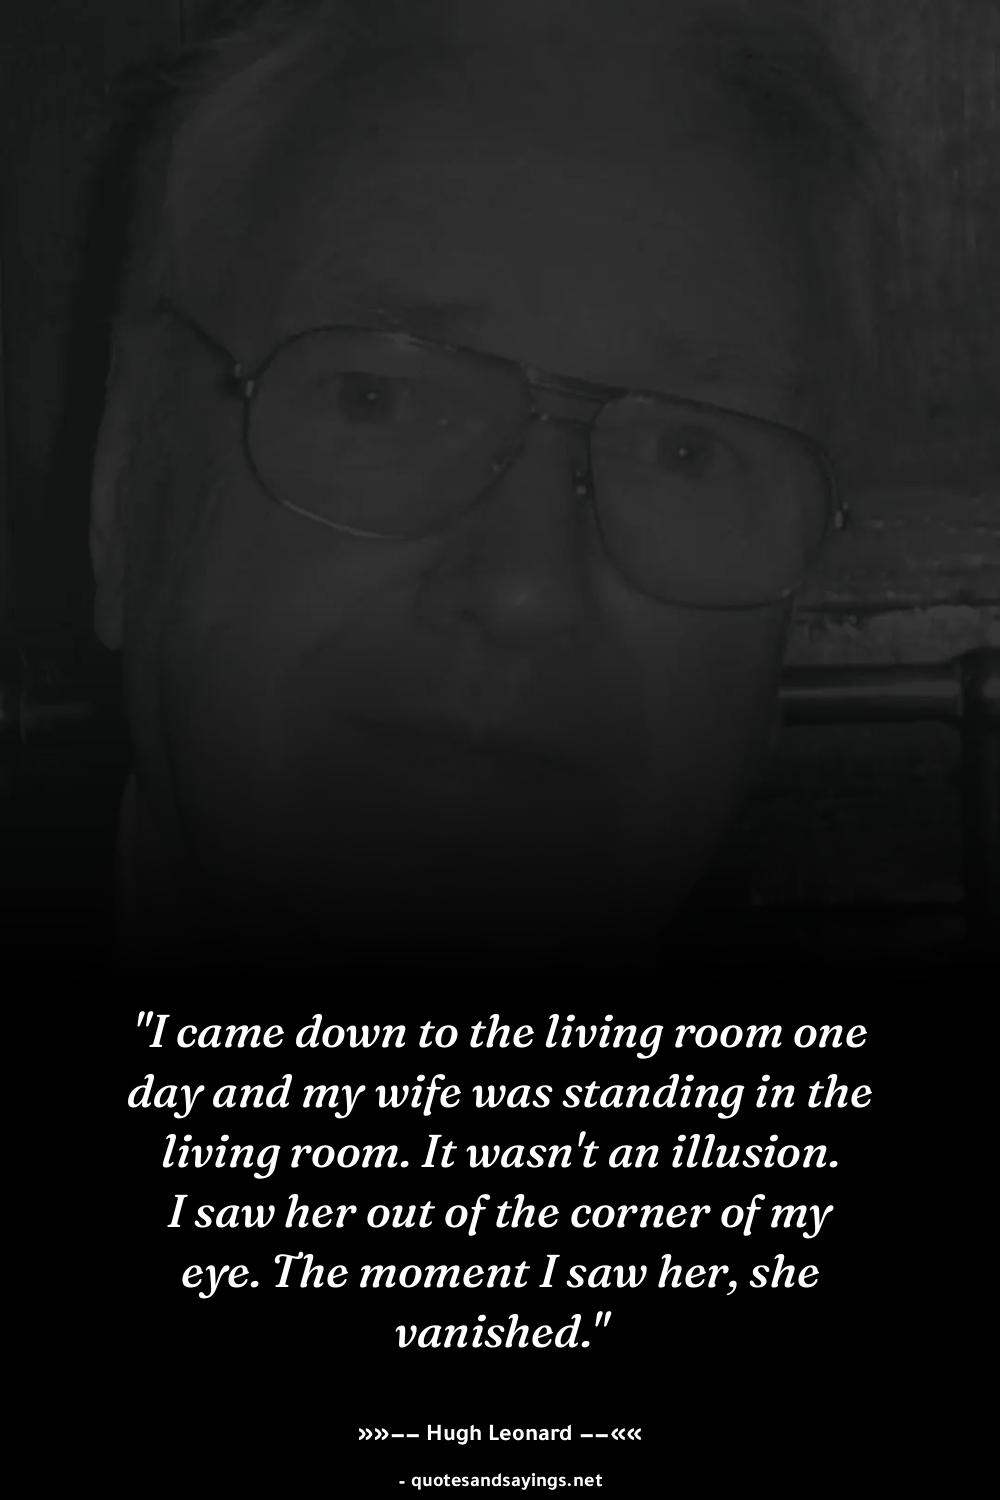 "I came down to the living room one
day and my wife was standing in the
living room. It wasn't an illusion.
I saw her out of the corner of my
eye. The moment I saw her, she
vanished."
»»−− Hugh Leonard −−««
- quotesandsayings.net